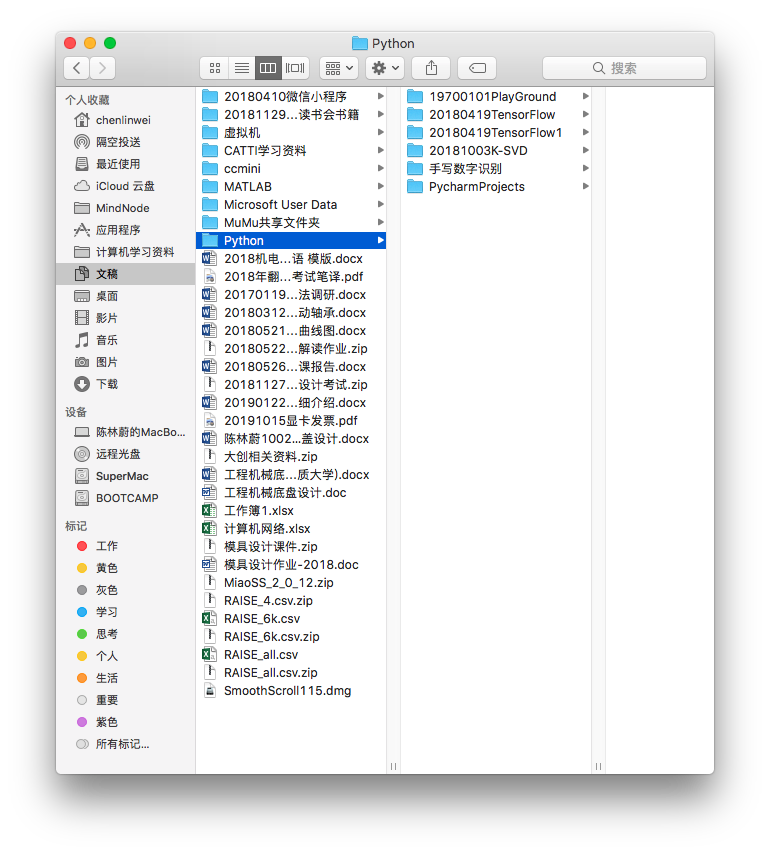 Python
搜索
个人收藏
chenlinwei
隔空投送
最近使用
iCloud 云盘
MindNode
应用程序
计算机学习资料
文稿
桌面
影片
音乐
图片
下载
设备
陈林蔚的MacBo...
远程光盘
SuperMac
BOOTCAMP
标记
工作
黄色
灰色
学习
思考
个人
生活
重要
紫色
所有标记...
20180410微信小程序
20181129...读书会书籍
虚拟机
CATTI学习资料
ccmini
MATLAB
Microsoft User Data
MuMu共享文件夹
Python
2018机电...语 模版.docx
2018年翻...考试笔译.pdf
20170119...法调研.docx
20180312...动轴承.docx
20180521...曲线图.docx
20180522...解读作业.zip
20180526...课报告.docx
20181127...设计考试.zip
20190122...细介绍.docx
20191015显卡发票.pdf
陈林蔚1002...盖设计.docx
大创相关资料.zip
工程机械底...质大学).docx
工程机械底盘设计.doc
工作簿1.xlsx
计算机网络.xlsx
模具设计课件.zip
模具设计作业-2018.doc
MiaoSS_2_0_12.zip
RAISE_4.csv.zip
RAISE_6k.csv
RAISE_6k.csv.zip
RAISE_all.csv
RAISE_all.csv.zip
SmoothScroll115.dmg
19700101PlayGround
20180419TensorFlow
20180419TensorFlow1
20181003K-SVD
手写数字识别
PycharmProjects